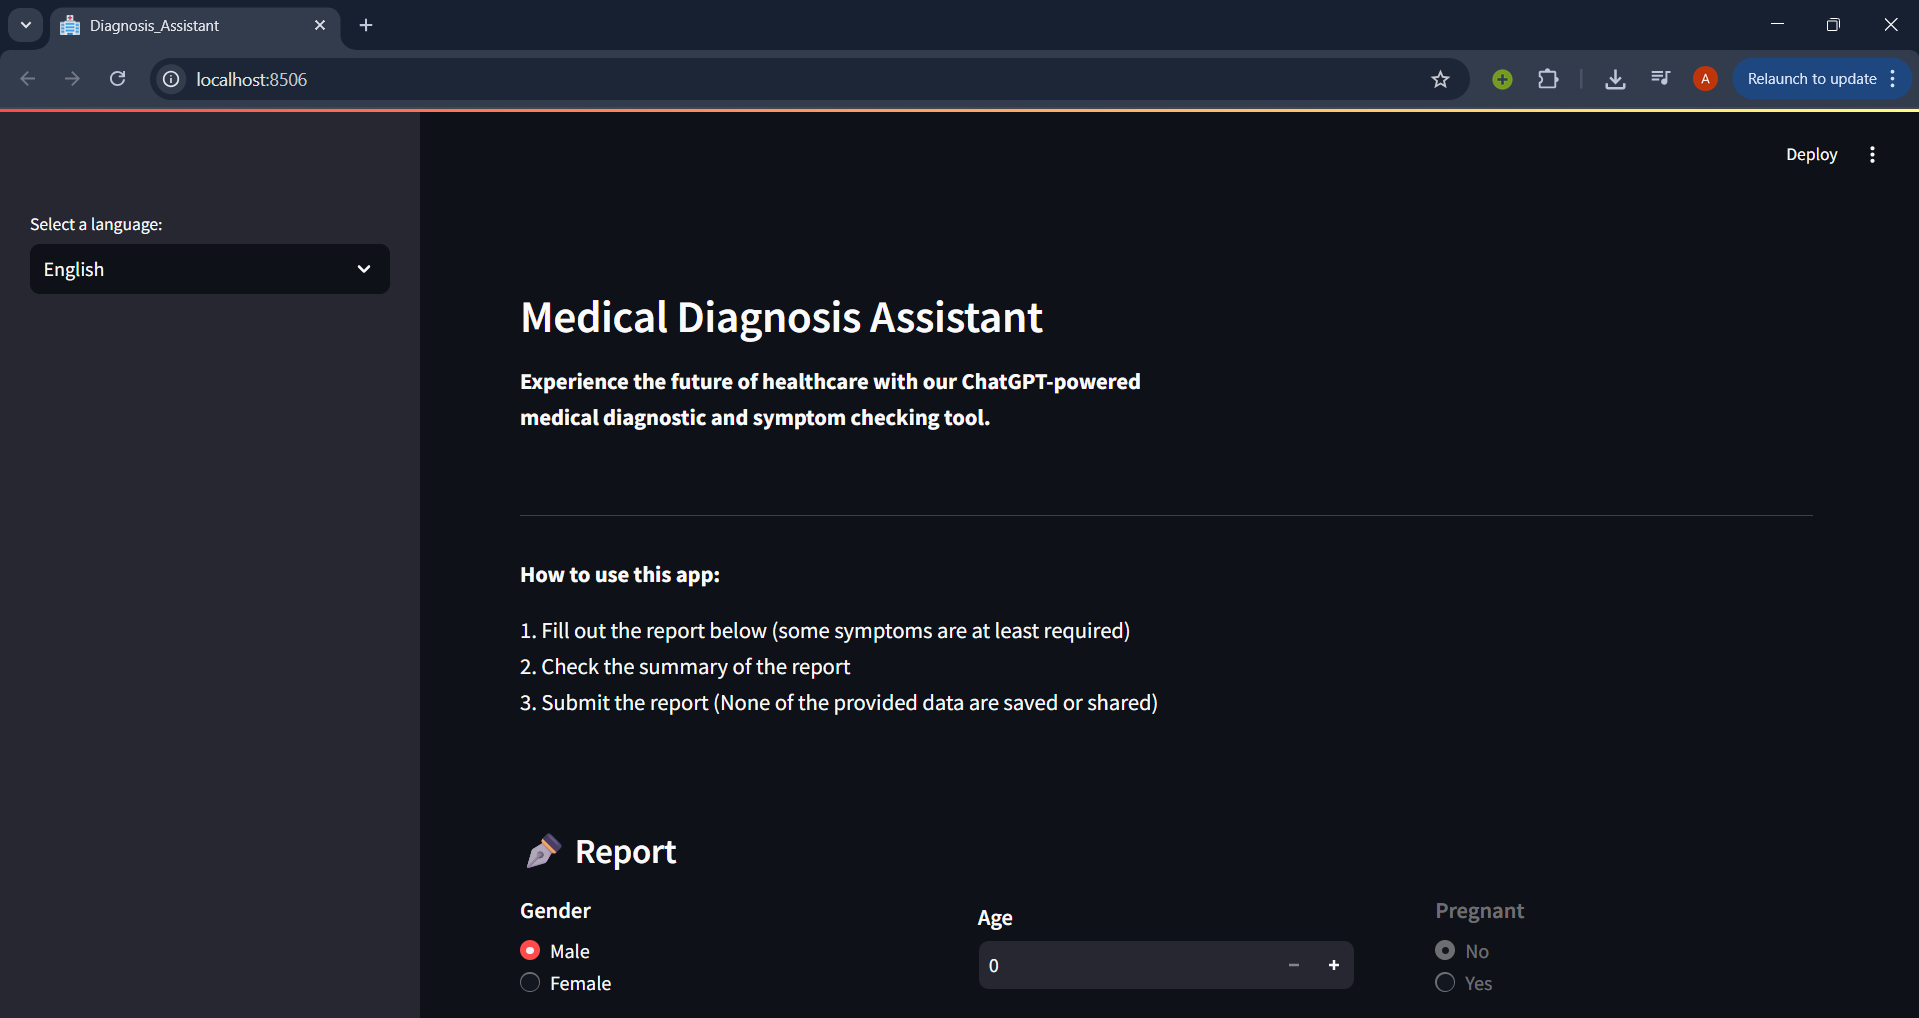 Diagnosis_Assistant
localhost:8506
A
Relaunch to update
Deploy
Select a language:
English
Medical Diagnosis Assistant
Experience the future of healthcare with our ChatGPT-powered
medical diagnostic and symptom checking tool.
How to use this app:
1. Fill out the report below (some symptoms are at least required)
2. Check the summary of the report
3. Submit the report (None of the provided data are saved or shared)
Report
Gender
Male
Female
Age
0
Pregnant
No
Yes